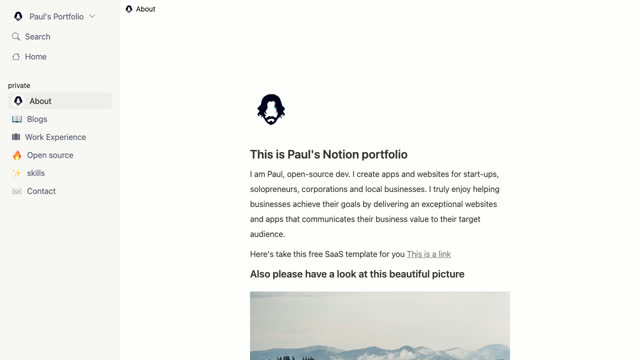 Paul's Portfolio
Search
Home
private
About
Blogs
Work Experience
Open source
skills
Contact
About
This is Paul's Notion portfolio
I am Paul, open-source dev. I create apps and websites for start-ups,
solopreneurs, corporations and local businesses. I truly enjoy helping
businesses achieve their goals by delivering an exceptional websites
and apps that communicates their business value to their target
audience.
Here's take this free SaaS template for you This is a link
Also please have a look at this beautiful picture